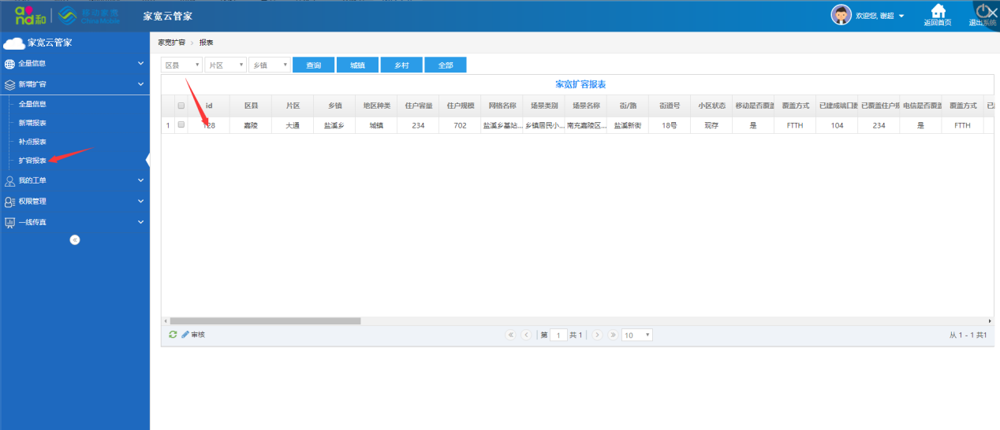 and和 移动家宽 China Mobile 家宽云管家 欢迎您, 谢超 返回首页 退出系统
家宽云管家
全量信息
新增扩容
全量信息
新增报表
补点报表
扩容报表
我的工单
权限管理
一线传真
家宽扩容 > 报表
区县 片区 乡镇 查询 城镇 乡村 全部
家宽扩容报表
id 区县 片区 乡镇 地区种类 住户容量 住户规模 网格名称 场景类别 场景名称 街/路 街道号 小区状态 移动是否覆盖 覆盖方式 已建成端口数 已覆盖住户规 电信是否覆盖 覆盖方式 已
1 128 嘉陵 大通 盐溪乡 城镇 234 702 盐溪乡基站... 乡镇居民小... 南充嘉陵区... 盐溪新街 18号 现存 是 FTTH 104 234 是 FTTH
审核 第 1 共 1 10 从 1 - 1 共1